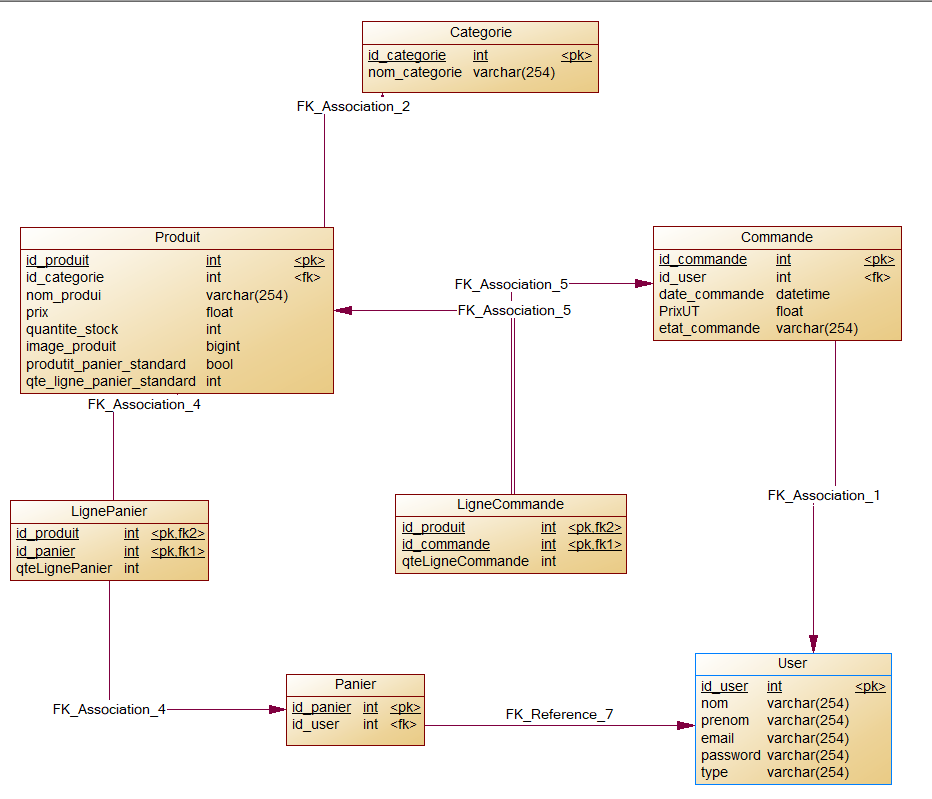 Categorie
id_categorie int <pk>
nom_categorie varchar(254)
FK_Association_2
Produit
id_produit int <pk>
id_categorie int <fk>
nom_produi varchar(254)
prix float
quantite_stock int
image_produit bigint
produtit_panier_standard bool
qte_ligne_panier_standard int
Commande
id_commande int <pk>
id_user int <fk>
date_commande datetime
PrixUT float
etat_commande varchar(254)
FK_Association_5
FK_Association_5
FK_Association_4
LignePanier
id_produit int <pk,fk2>
id_panier int <pk,fk1>
qteLignePanier int
LigneCommande
id_produit int <pk,fk2>
id_commande int <pk,fk1>
qteLigneCommande int
FK_Association_1
User
id_user int <pk>
nom varchar(254)
prenom varchar(254)
email varchar(254)
password varchar(254)
type varchar(254)
Panier
id_panier int <pk>
id_user int <fk>
FK_Association_4
FK_Reference_7